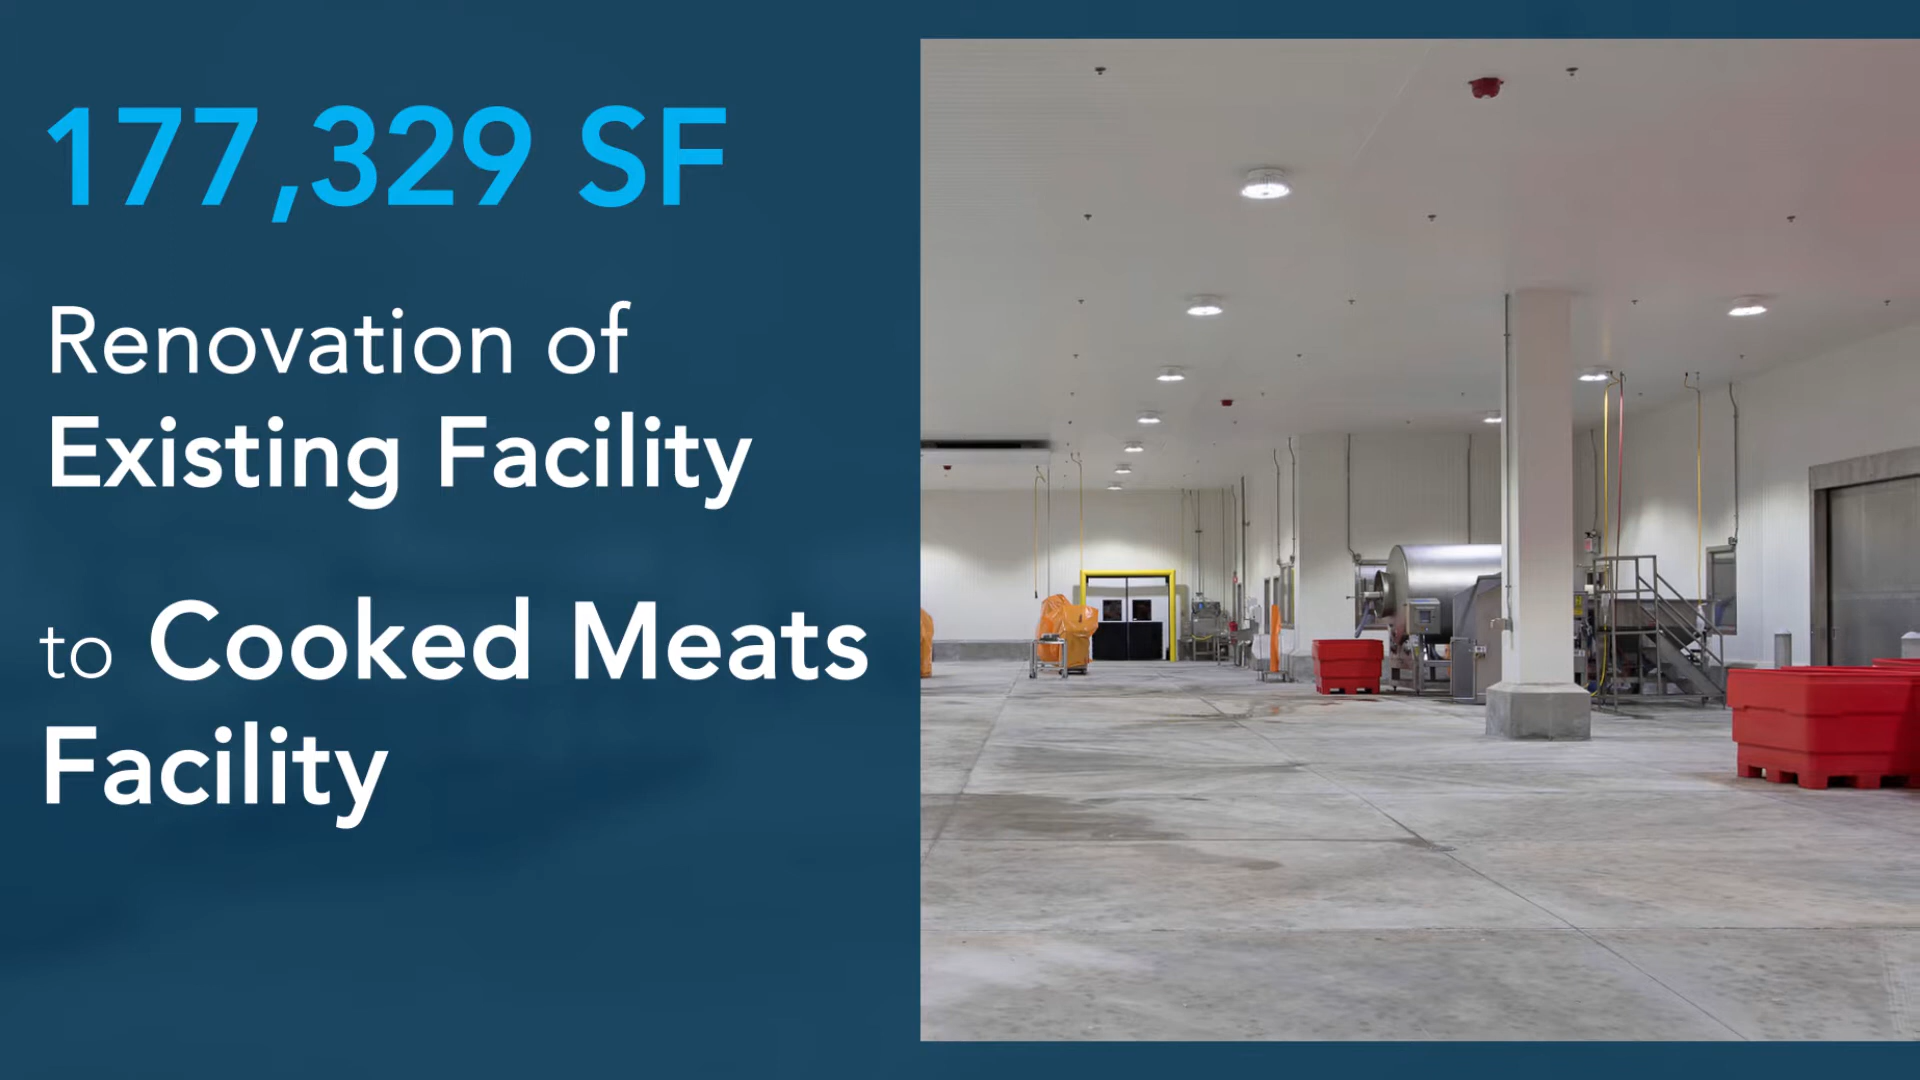 177,329 SF
Renovation of
Existing Facility
to Cooked Meats
Facility